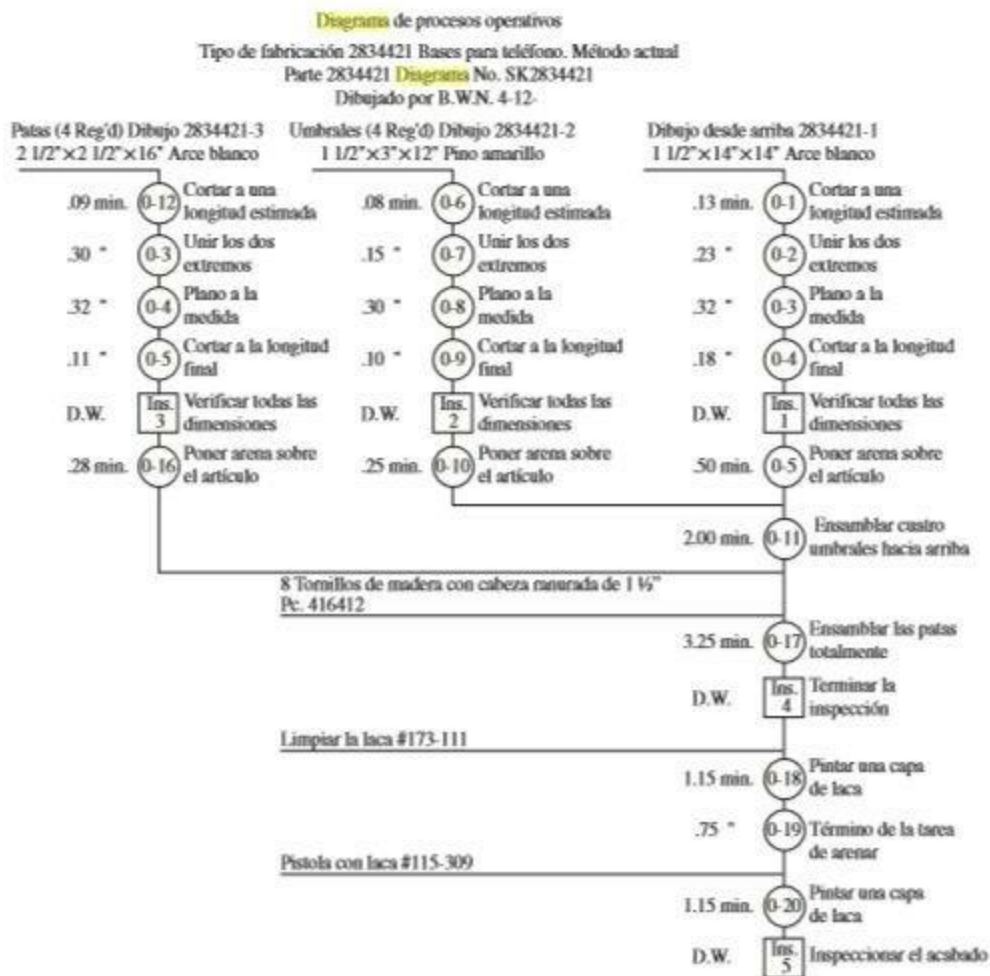 Diagrama de procesos operativos
Tipo de fabricación 2834421 Bases para teléfono. Método actual
Parte 2834421 Diagrama No. SK2834421
Dibujado por B.W.N. 4-12-
Patas (4 Reg'd) Dibujo 2834421-3
2 1/2"×2 1/2"×16" Arce blanco
.09 min. 0-12 Cortar a una
longitud estimada
.30 " 0-3 Unir los dos
extremos
.32 " 0-4 Plano a la
medida
.11 " 0-5 Cortar a la longitud
final
D.W. Ins. 3 Verificar todas las
dimensiones
.28 min. 0-16 Poner arena sobre
el artículo
Umbrales (4 Reg'd) Dibujo 2834421-2
1 1/2"×3"×12" Pino amarillo
.08 min. 0-6 Cortar a una
longitud estimada
.15 " 0-7 Unir los dos
extremos
.30 " 0-8 Plano a la
medida
.10 " 0-9 Cortar a la longitud
final
D.W. Ins. 2 Verificar todas las
dimensiones
.25 min. 0-10 Poner arena sobre
el artículo
Dibujo desde arriba 2834421-1
1 1/2"×14"×14" Arce blanco
.13 min. 0-1 Cortar a una
longitud estimada
.23 " 0-2 Unir los dos
extremos
.32 " 0-3 Plano a la
medida
.18 " 0-4 Cortar a la longitud
final
D.W. Ins. 1 Verificar todas las
dimensiones
.50 min. 0-5 Poner arena sobre
el artículo
2.00 min. 0-11 Ensamblar cuatro
umbrales hacia arriba
8 Tornillos de madera con cabeza ranurada de 1 ½"
Pc. 416412
3.25 min. 0-17 Ensamblar las patas
totalmente
D.W. Ins. 4 Terminar la
inspección
Limpiar la laca #173-111
1.15 min. 0-18 Pintar una capa
de laca
.75 " 0-19 Término de la tarea
de arenar
Pistola con laca #115-309
1.15 min. 0-20 Pintar una capa
de laca
D.W. Ins. 5 Inspeccionar el acabado